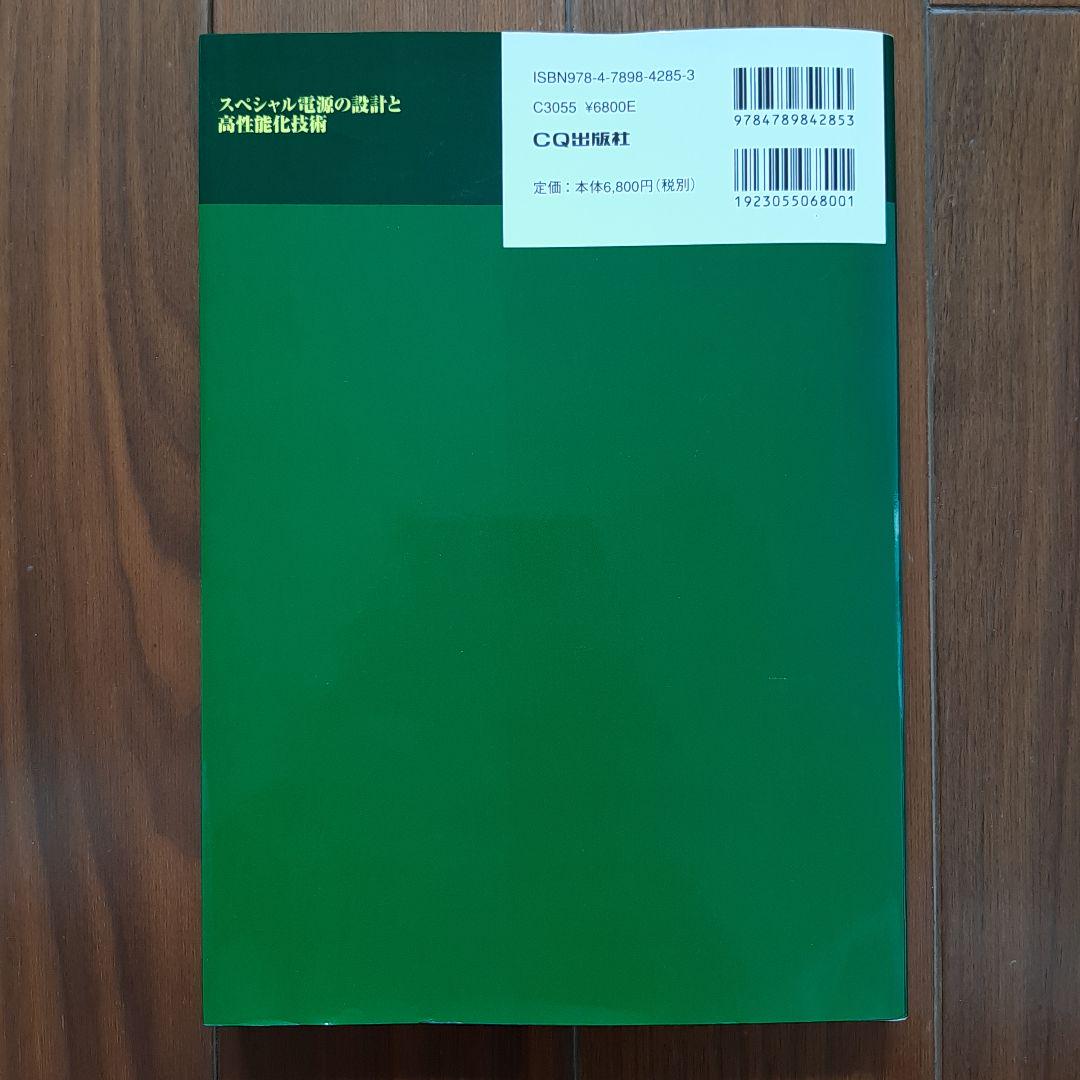 スペシャル電源の設計と
高性能化技術
ISBN978-4-7898-4285-3
C3055 ¥6800E
CQ出版社
定価：本体6,800円（税別）
9784789842853
1923055068001